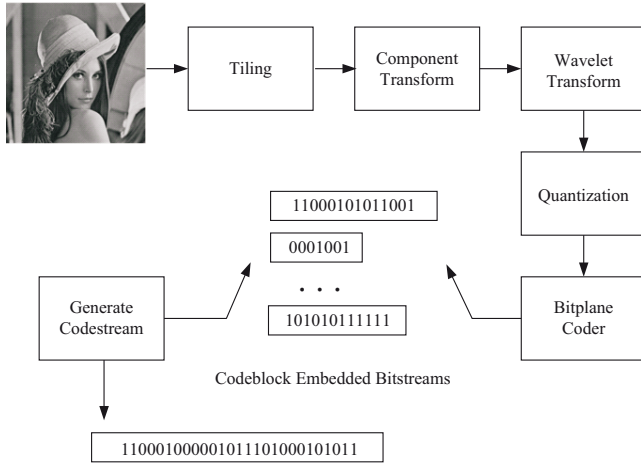 Tiling
Component
Transform
Wavelet
Transform
Quantization
Bitplane
Coder
11000101011001
0001001
. . .
101010111111
Codeblock Embedded Bitstreams
Generate
Codestream
110001000001011101000101011